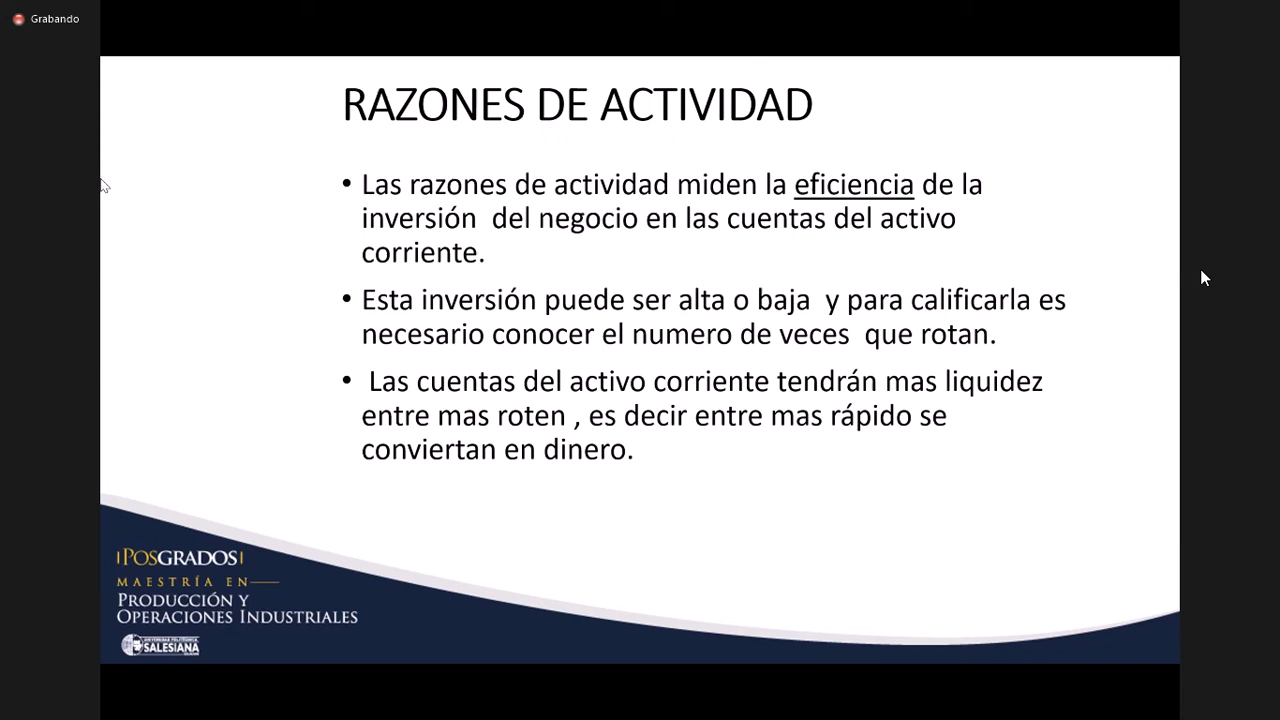 Grabando
RAZONES DE ACTIVIDAD
• Las razones de actividad miden la eficiencia de la
inversión  del negocio en las cuentas del activo
corriente.
• Esta inversión puede ser alta o baja  y para calificarla es
necesario conocer el numero de veces  que rotan.
•  Las cuentas del activo corriente tendrán mas liquidez
entre mas roten , es decir entre mas rápido se
conviertan en dinero.
POSGRADOS
MAESTRÍA EN
PRODUCCIÓN Y
OPERACIONES INDUSTRIALES
UNIVERSIDAD POLITÉCNICA
SALESIANA